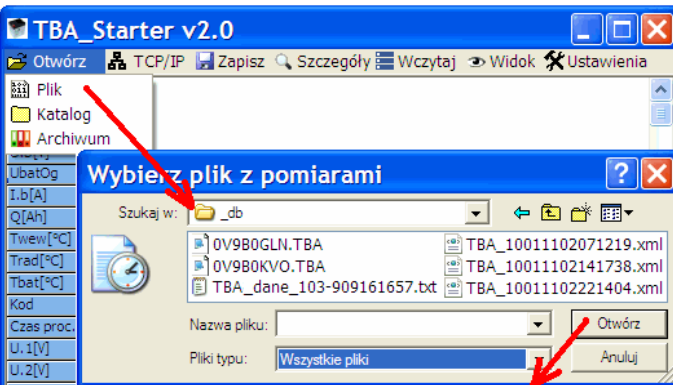 TBA_Starter v2.0
Otwórz TCP/IP Zapisz Szczegóły Wczytaj Widok Ustawienia
Plik
Katalog
Archiwum
UbatOg
I.b[A]
Q[Ah]
Twew[°C]
Trad[°C]
Tbat[°C]
Kod
Czas proc.
U.1[V]
U.2[V]
Wybierz plik z pomiarami
Szukaj w: _db
0V9B0GLN.TBA TBA_10011102071219.xml
0V9B0KVO.TBA TBA_10011102141738.xml
TBA_dane_103-909161657.txt TBA_10011102221404.xml
Nazwa pliku: Otwórz
Pliki typu: Wszystkie pliki Anuluj